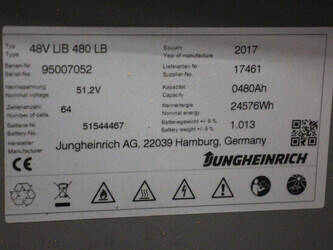 Typ 48V LiB 480 LB Baujahr 2017
Type Year of manufacture
Serien-Nr. 95007052 Lieferanten Nr 17461
Serial-No. Supplier-No.
Nennspannung 51.2V Kapazität 0480Ah
Nominal voltage Capacity
Zellenanzahl 64 Nennenergie 24576Wh
Number of cells Nominal energy
Batterie-Nr 51544467 Batteriegewicht +/- 5 % 1.013
Battery No Battery weight +/- 5%
Hersteller Jungheinrich AG, 22039 Hamburg, Germany
Manufacturer
CE JUNGHEINRICH
Li